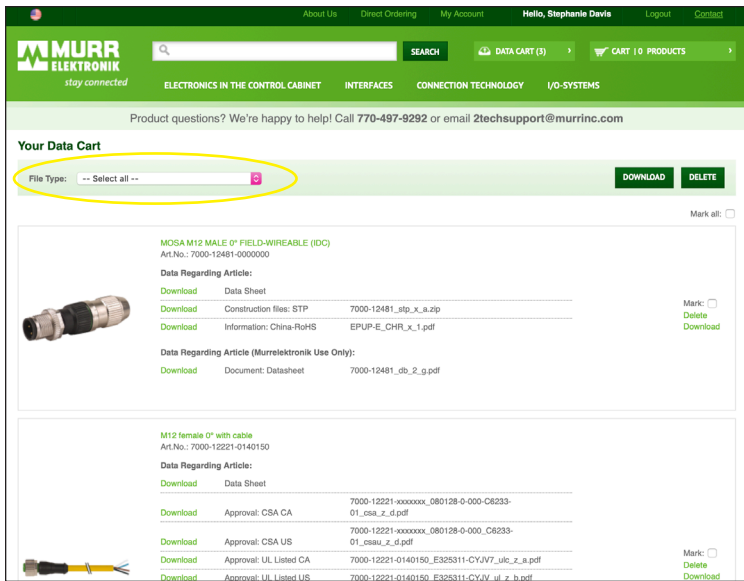 About Us Direct Ordering My Account Hello, Stephanie Davis Logout Contact
MURR
ELEKTRONIK
stay connected
SEARCH
DATA CART (3)
CART | 0 PRODUCTS
ELECTRONICS IN THE CONTROL CABINET INTERFACES CONNECTION TECHNOLOGY I/O-SYSTEMS
Product questions? We're happy to help! Call 770-497-9292 or email 2techsupport@murrinc.com
Your Data Cart
File Type: -- Select all --
DOWNLOAD DELETE
Mark all:
MOSA M12 MALE 0° FIELD-WIREABLE (IDC)
Art.No.: 7000-12481-0000000
Data Regarding Article:
Download Data Sheet
Download Construction files: STP 7000-12481_stp_x_a.zip
Download Information: China-RoHS EPUP-E_CHR_x_1.pdf
Mark:
Delete
Download
Data Regarding Article (Murrelektronik Use Only):
Download Document: Datasheet 7000-12481_db_2_g.pdf
M12 female 0° with cable
Art.No.: 7000-12221-0140150
Data Regarding Article:
Download Data Sheet
Download Approval: CSA CA 7000-12221-xxxxxxx_080128-0-000-C6233-
01_csa_z_d.pdf
Download Approval: CSA US 7000-12221-xxxxxxx_080128-0-000_C6233-
01_csau_z_d.pdf
Download Approval: UL Listed CA 7000-12221-0140150_E325311-CYJV7_ulc_z_a.pdf
Download Approval: UL Listed US 7000-12221-0140150_E325311-CYJV_ul_z_b.pdf
Mark:
Delete
Download